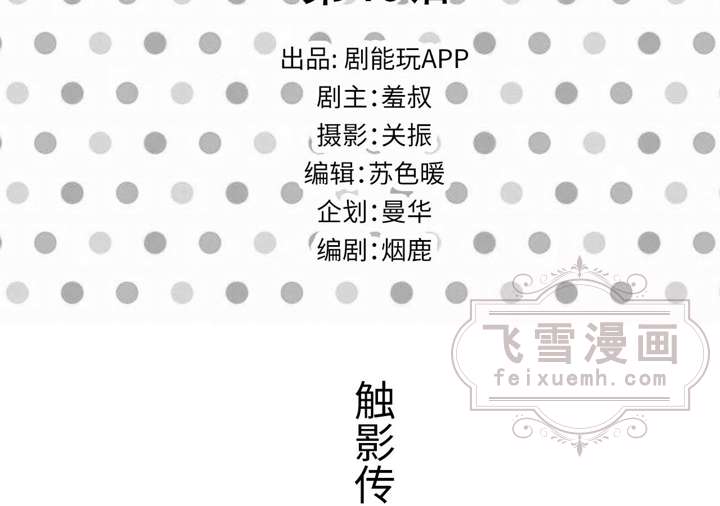 出品: 剧能玩APP
剧主:羞叔
摄影:关振
编辑:苏色暖
企划:曼华
编剧:烟鹿
飞雪漫画
feixuemh.com
触影传